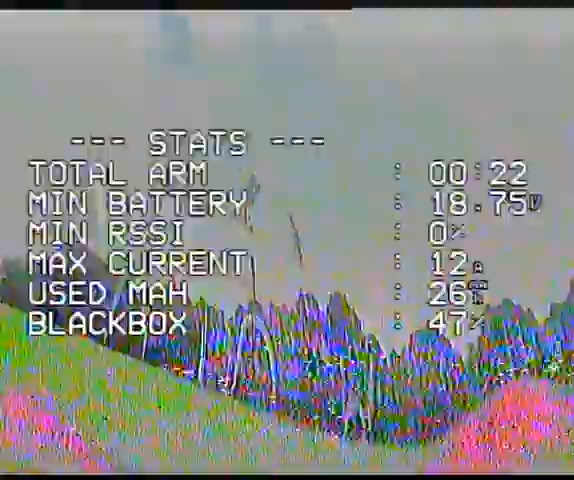 --- STATS ---
TOTAL ARM : 00:22
MIN BATTERY : 18.75V
MIN RSSI : 0%
MAX CURRENT : 12A
USED MAH : 26MAH
BLACKBOX : 47%